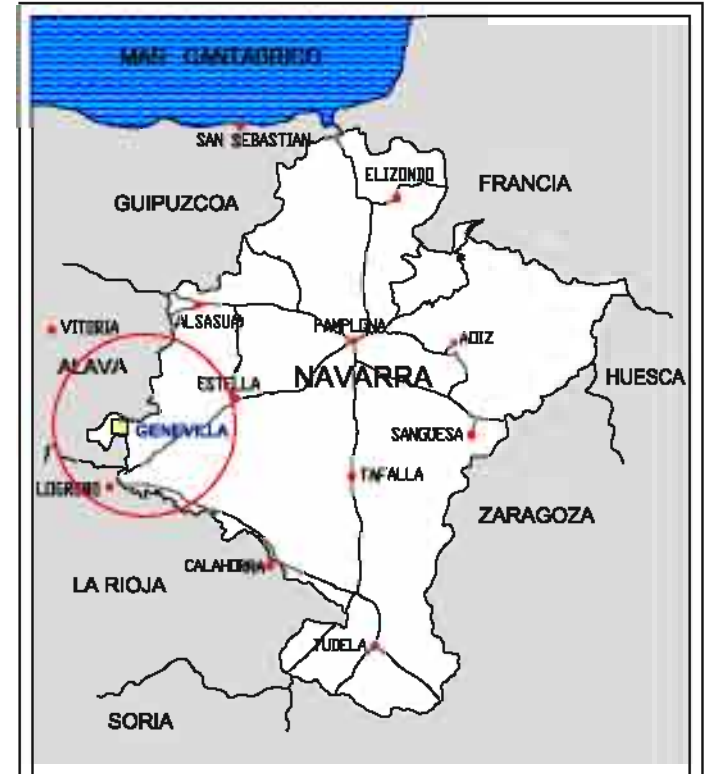 MAR CANTABRICO
SAN SEBASTIAN
ELIZONDO
FRANCIA
GUIPUZCOA
ALSASUA
PAMPLONA
AOIZ
VITORIA
ALAVA
ESTELLA
NAVARRA
HUESCA
GENEVILLA
SANGUESA
LOGROÑO
TAFALLA
ZARAGOZA
CALAHORRA
LA RIOJA
TUDELA
SORIA